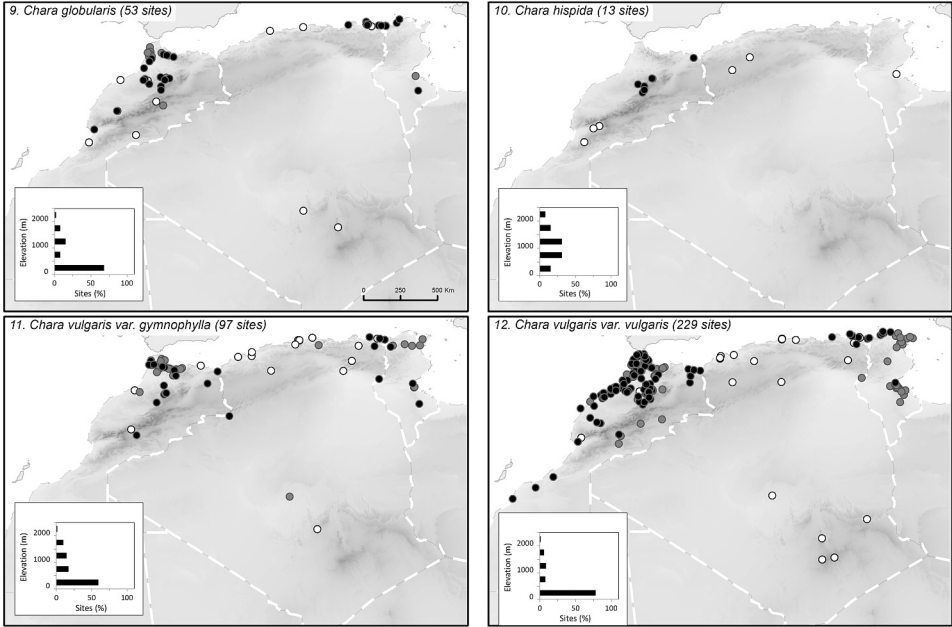 9. Chara globularis (53 sites)
Elevation (m)
2000
1000
0
0 50 100
Sites (%)
0 250 500 Km
10. Chara hispida (13 sites)
Elevation (m)
2000
1000
0
0 50 100
Sites (%)
11. Chara vulgaris var. gymnophylla (97 sites)
Elevation (m)
2000
1000
0
0 50 100
Sites (%)
12. Chara vulgaris var. vulgaris (229 sites)
Elevation (m)
2000
1000
0
0 50 100
Sites (%)